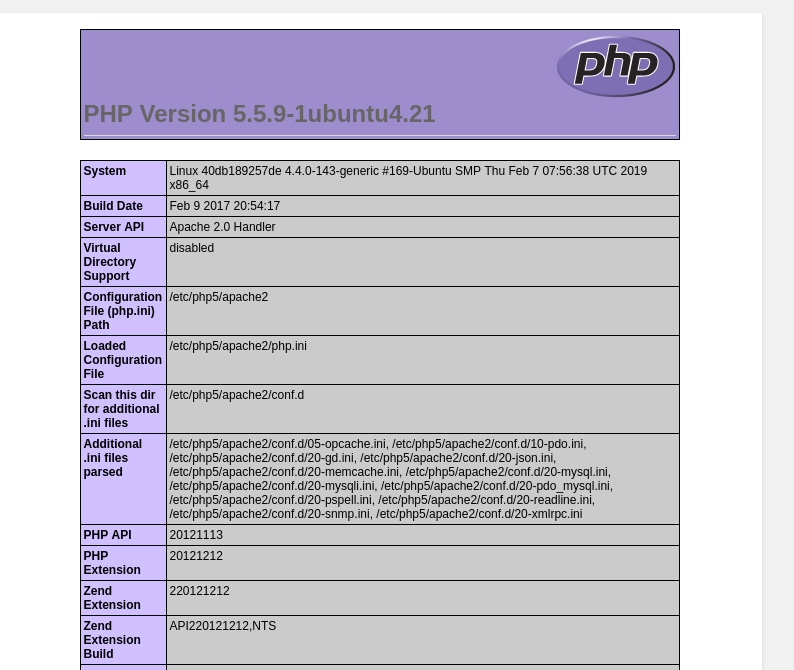 php
PHP Version 5.5.9-1ubuntu4.21
System
Linux 40db189257de 4.4.0-143-generic #169-Ubuntu SMP Thu Feb 7 07:56:38 UTC 2019
x86_64
Build Date
Feb 9 2017 20:54:17
Server API
Apache 2.0 Handler
Virtual
Directory
Support
disabled
Configuration
File (php.ini)
Path
/etc/php5/apache2
Loaded
Configuration
File
/etc/php5/apache2/php.ini
Scan this dir
for additional
.ini files
/etc/php5/apache2/conf.d
Additional
.ini files
parsed
/etc/php5/apache2/conf.d/05-opcache.ini, /etc/php5/apache2/conf.d/10-pdo.ini,
/etc/php5/apache2/conf.d/20-gd.ini, /etc/php5/apache2/conf.d/20-json.ini,
/etc/php5/apache2/conf.d/20-memcache.ini, /etc/php5/apache2/conf.d/20-mysql.ini,
/etc/php5/apache2/conf.d/20-mysqli.ini, /etc/php5/apache2/conf.d/20-pdo_mysql.ini,
/etc/php5/apache2/conf.d/20-pspell.ini, /etc/php5/apache2/conf.d/20-readline.ini,
/etc/php5/apache2/conf.d/20-snmp.ini, /etc/php5/apache2/conf.d/20-xmlrpc.ini
PHP API
20121113
PHP
Extension
20121212
Zend
Extension
220121212
Zend
Extension
Build
API220121212,NTS